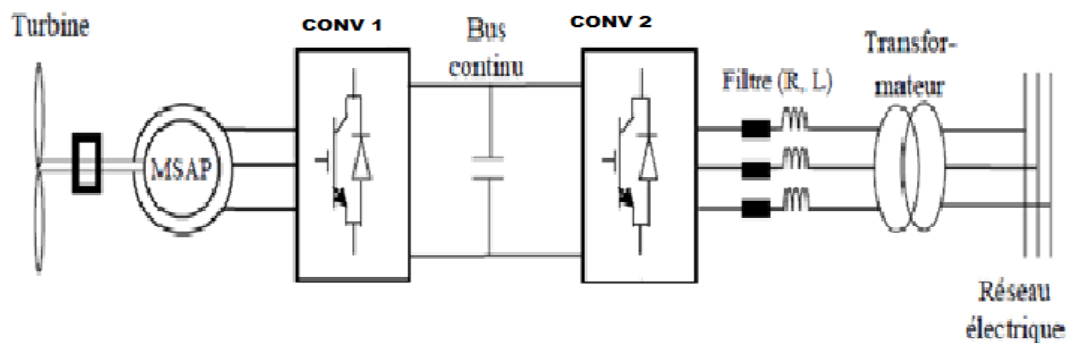 Turbine
CONV 1
Bus
continu
CONV 2
Transfor-
mateur
Filtre (R, L)
MSAP
Réseau
électrique